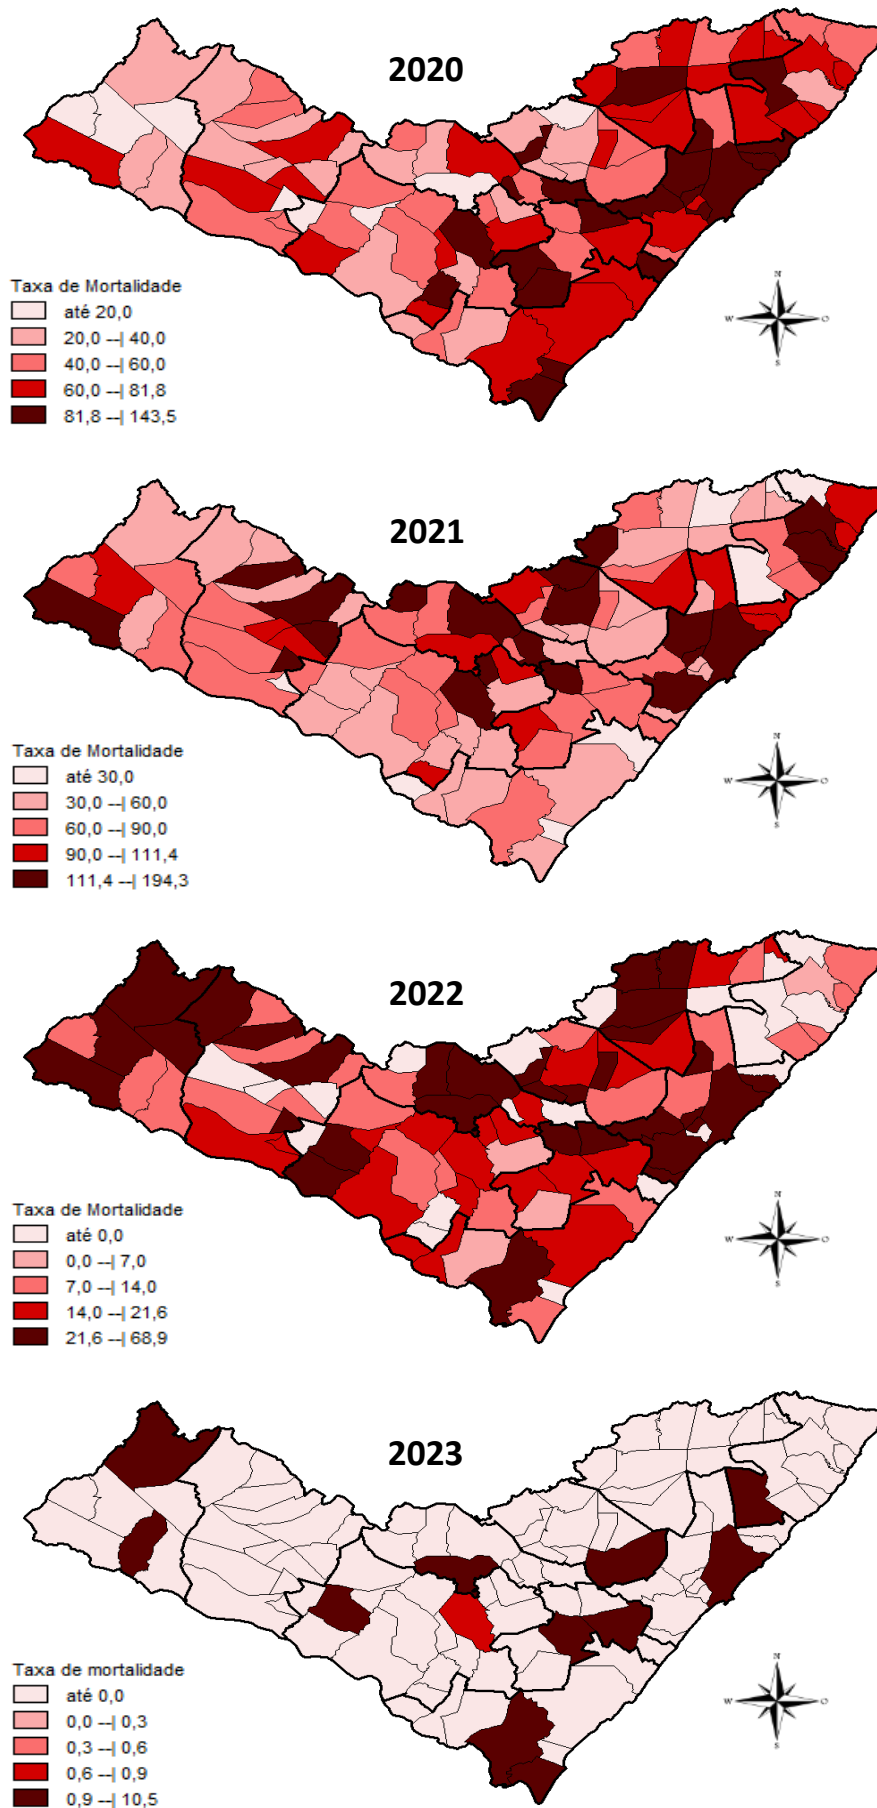 2020
Taxa de Mortalidade
até 20,0
20,0 --| 40,0
40,0 --| 60,0
60,0 --| 81,8
81,8 --| 143,5
N
W
O
S
2021
Taxa de Mortalidade
até 30,0
30,0 --| 60,0
60,0 --| 90,0
90,0 --| 111,4
111,4 --| 194,3
N
W
O
S
2022
Taxa de Mortalidade
até 0,0
0,0 --| 7,0
7,0 --| 14,0
14,0 --| 21,6
21,6 --| 68,9
N
W
O
S
2023
Taxa de mortalidade
até 0,0
0,0 --| 0,3
0,3 --| 0,6
0,6 --| 0,9
0,9 --| 10,5
N
W
O
S